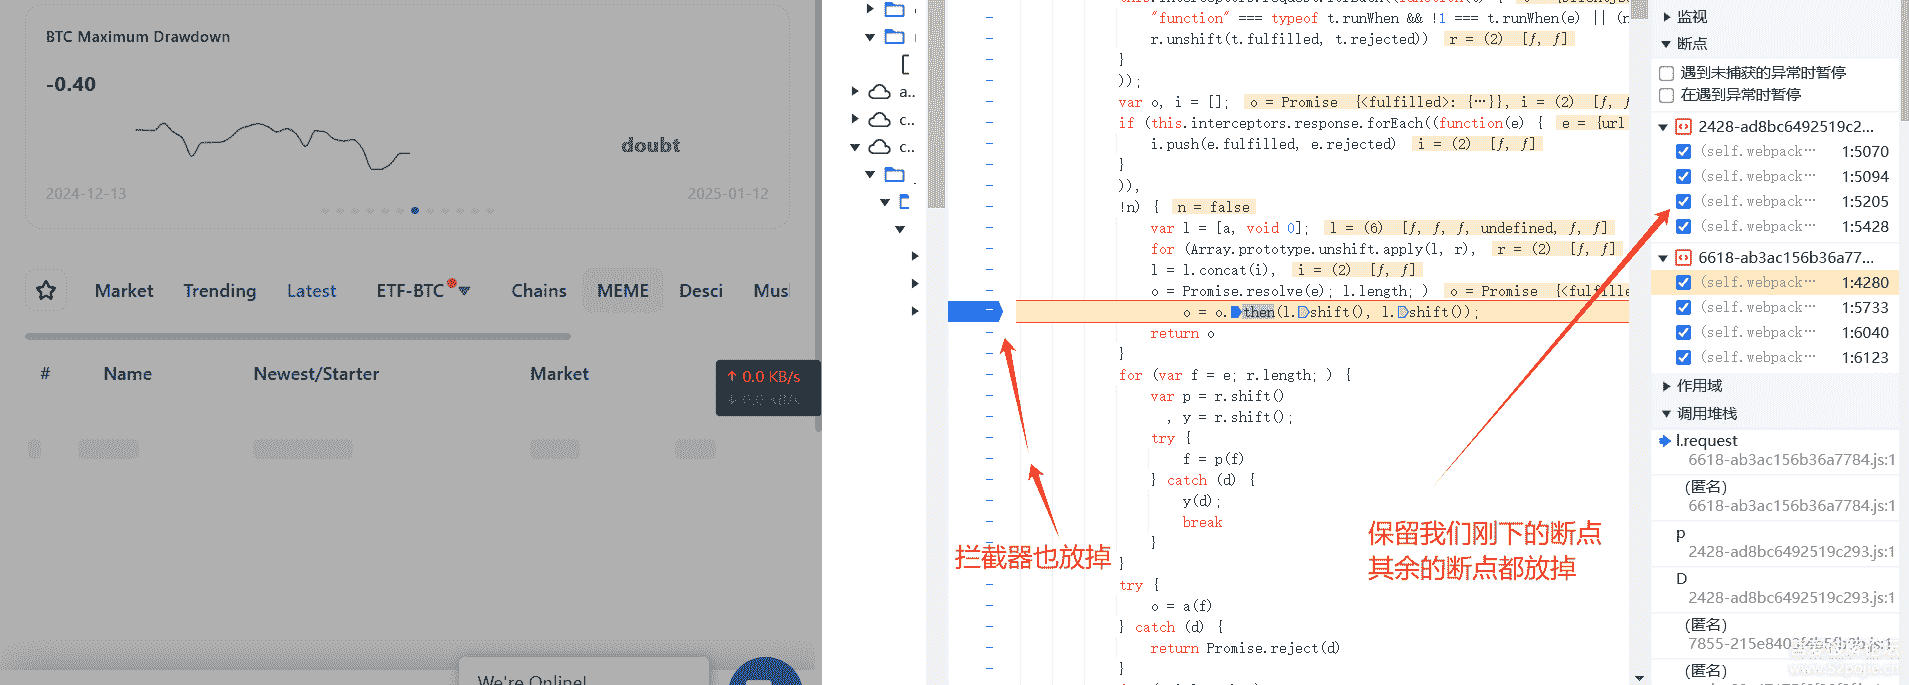 BTC Maximum Drawdown
-0.40
doubt
2024-12-13
2025-01-12
Market Trending Latest ETF-BTC Chains MEME Desci Mus
# Name Newest/Starter Market
↑ 0.0 KB/s
↓ 0.0 KB/s
We're Online!
a..
c..
c..
"function" === typeof t.runWhen && !1 === t.runWhen(e) || (n
r.unshift(t.fulfilled, t.rejected)) r = (2) [f, f]
}
));
var o, i = []; o = Promise {<fulfilled>: {…}}, i = (2) [f, f
if (this.interceptors.response.forEach((function(e) { e = {url
i.push(e.fulfilled, e.rejected) i = (2) [f, f]
}
)),
!n) { n = false
var l = [a, void 0]; l = (6) [f, f, f, undefined, f, f]
for (Array.prototype.unshift.apply(l, r), r = (2) [f, f]
l = l.concat(i), i = (2) [f, f]
o = Promise.resolve(e); l.length; ) o = Promise {<fulfille
o = o.then(l.shift(), l.shift());
return o
}
for (var f = e; r.length; ) {
var p = r.shift()
, y = r.shift();
try {
f = p(f)
} catch (d) {
y(d);
break
}
}
try {
o = a(f)
} catch (d) {
return Promise.reject(d)
}
拦截器也放掉
保留我们刚下的断点
其余的断点都放掉
监视
断点
遇到未捕获的异常时暂停
在遇到异常时暂停
2428-ad8bc6492519c2...
(self.webpack… 1:5070
(self.webpack… 1:5094
(self.webpack… 1:5205
(self.webpack… 1:5428
6618-ab3ac156b36a77...
(self.webpack… 1:4280
(self.webpack… 1:5733
(self.webpack… 1:6040
(self.webpack… 1:6123
作用域
调用堆栈
l.request
6618-ab3ac156b36a7784.js:1
(匿名)
6618-ab3ac156b36a7784.js:1
p
2428-ad8bc6492519c293.js:1
D
2428-ad8bc6492519c293.js:1
(匿名)
(匿名)